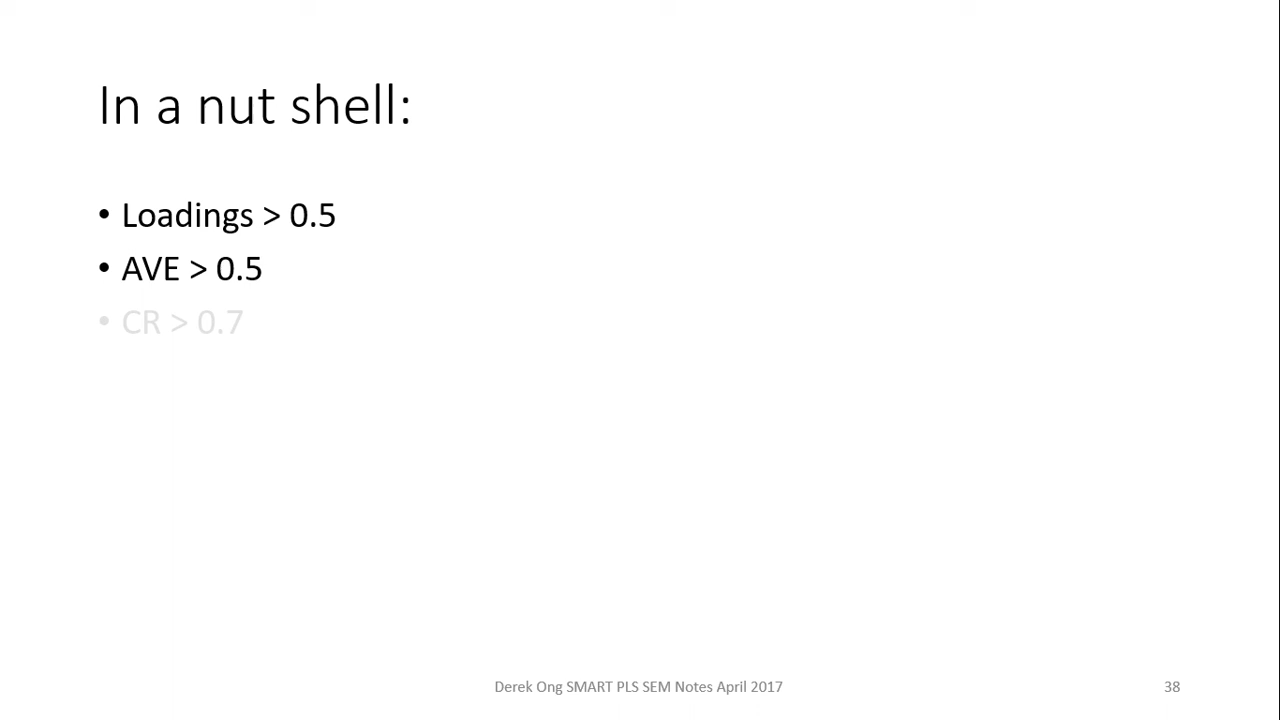 In a nut shell:
• Loadings > 0.5
• AVE > 0.5
• CR > 0.7
Derek Ong SMART PLS SEM Notes April 2017
38